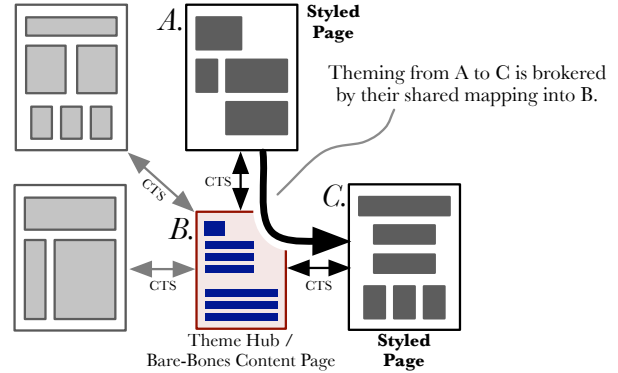 A.
Styled
Page
Theming from A to C is brokered
by their shared mapping into B.
CTS
CTS
B.
C.
CTS
CTS
Theme Hub /
Bare-Bones Content Page
Styled
Page